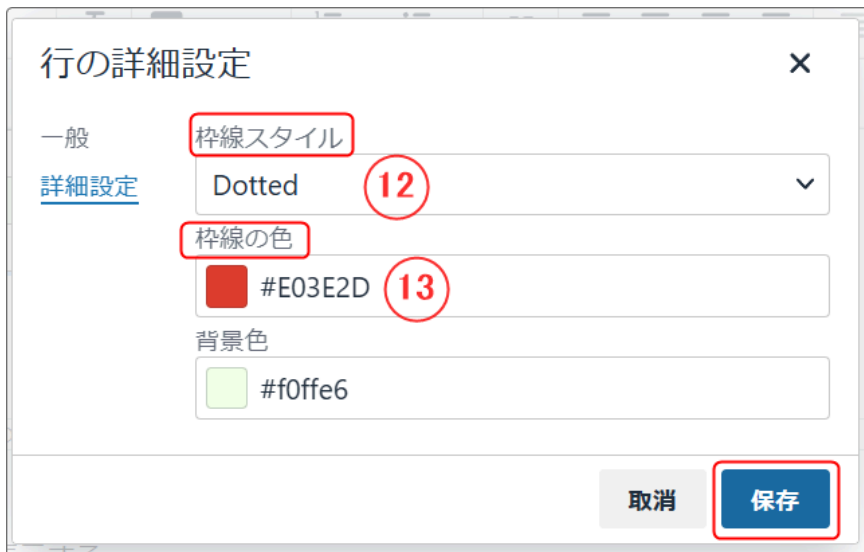 行の詳細設定
一般
枠線スタイル
詳細設定
Dotted
12
枠線の色
#E03E2D
13
背景色
#f0ffe6
取消
保存